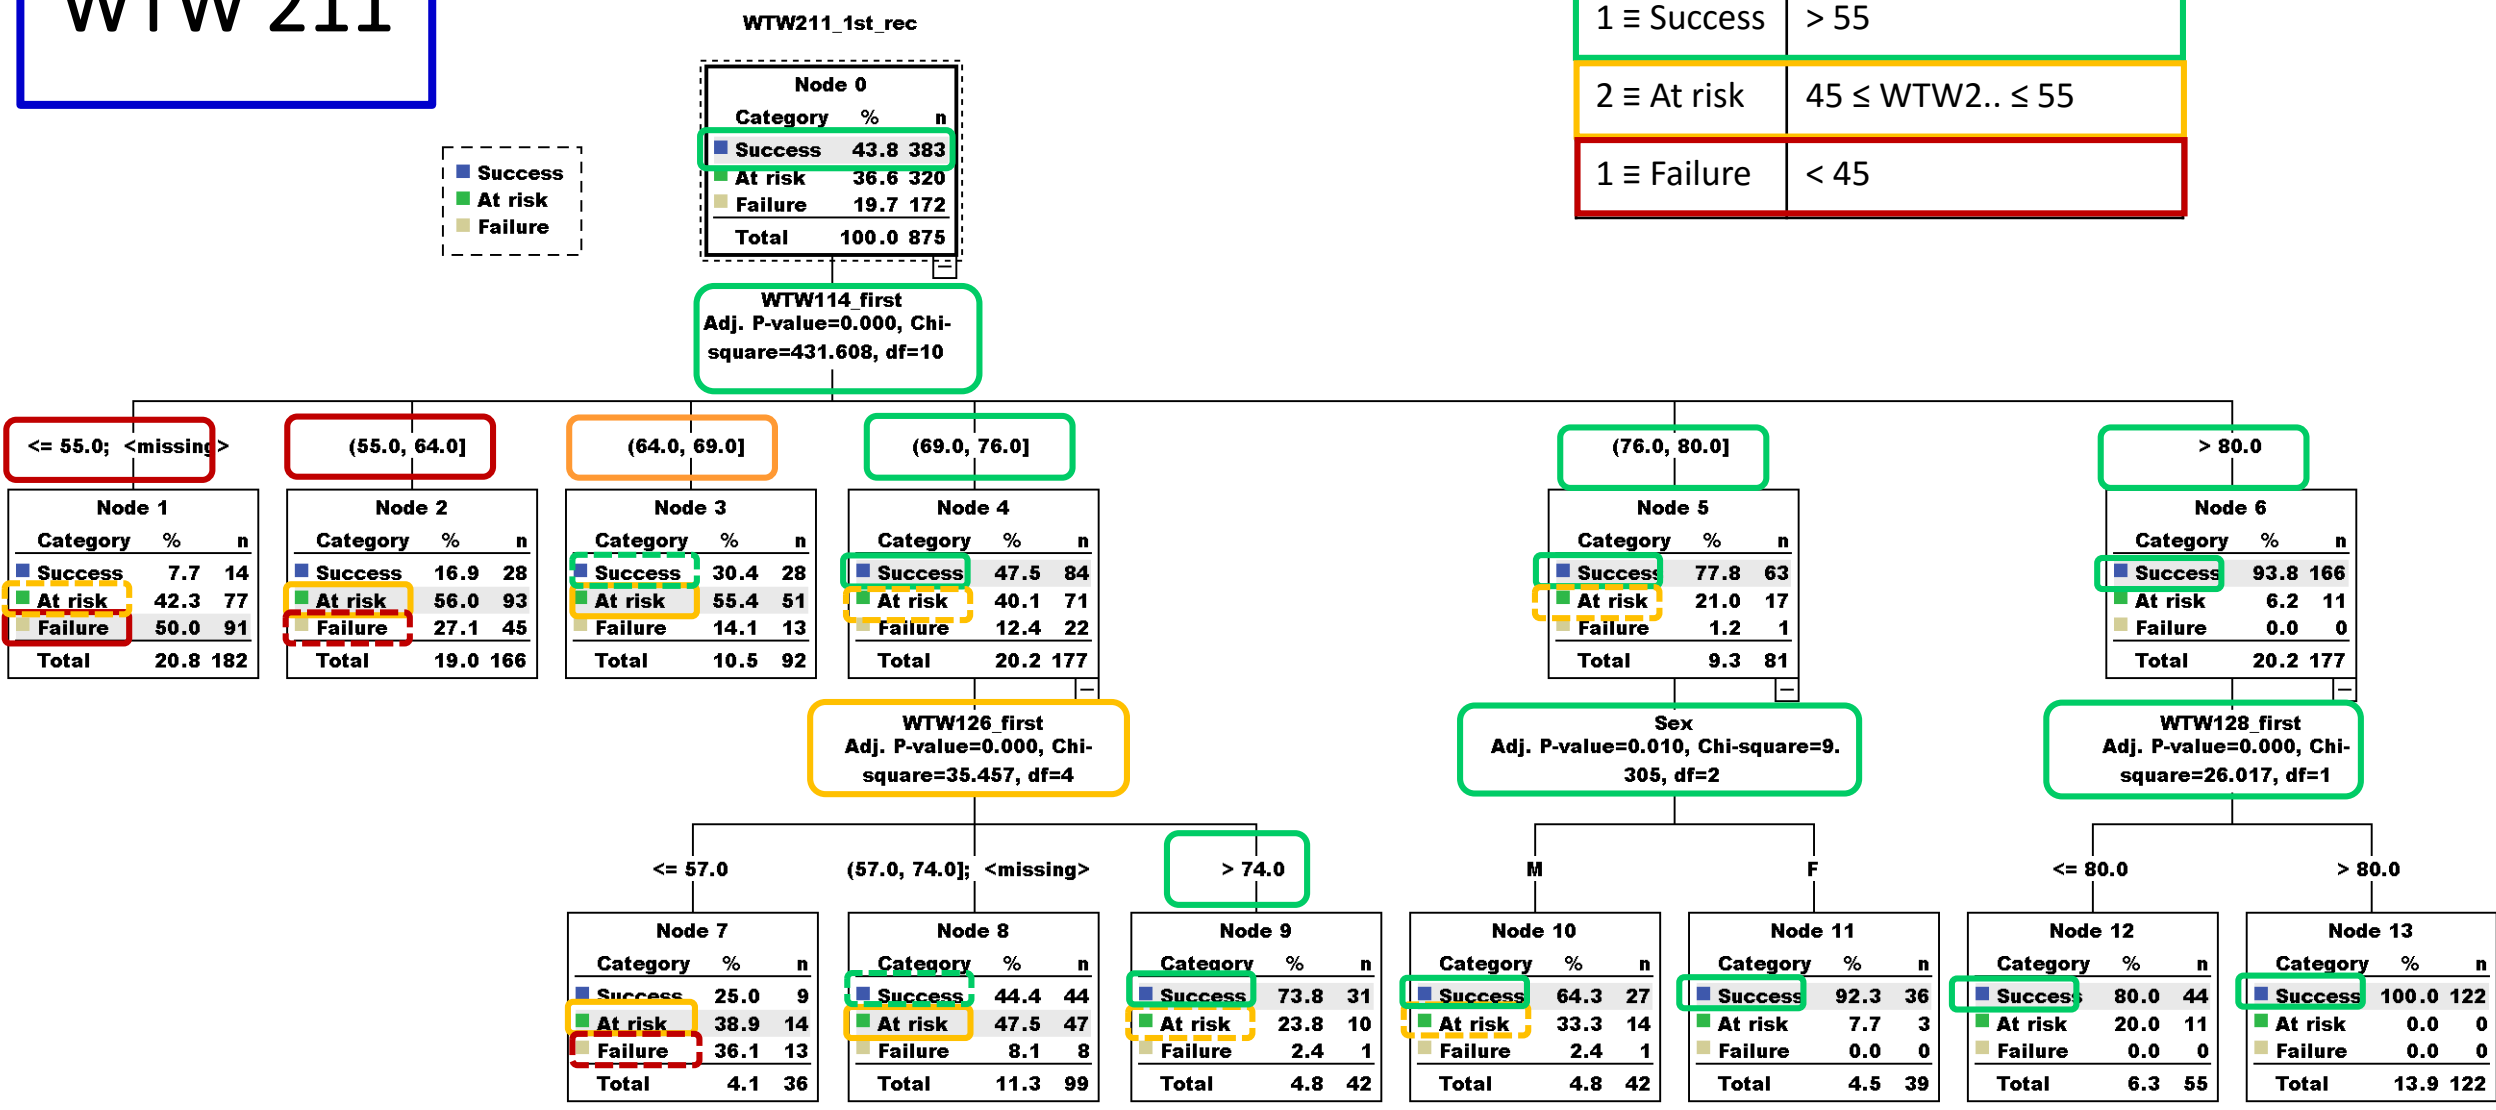 WTW 211
WTW211_1st_rec
1 ≡ Success > 55
2 ≡ At risk 45 ≤ WTW2.. ≤ 55
1 ≡ Failure < 45
Success
At risk
Failure
Node 0
Category % n
Success 43.8 383
At risk 36.6 320
Failure 19.7 172
Total 100.0 875
WTW114_first
Adj. P-value=0.000, Chi-
square=431.608, df=10
<= 55.0; <missing>
(55.0, 64.0]
(64.0, 69.0]
(69.0, 76.0]
(76.0, 80.0]
> 80.0
Node 1
Category % n
Success 7.7 14
At risk 42.3 77
Failure 50.0 91
Total 20.8 182
Node 2
Category % n
Success 16.9 28
At risk 56.0 93
Failure 27.1 45
Total 19.0 166
Node 3
Category % n
Success 30.4 28
At risk 55.4 51
Failure 14.1 13
Total 10.5 92
Node 4
Category % n
Success 47.5 84
At risk 40.1 71
Failure 12.4 22
Total 20.2 177
Node 5
Category % n
Success 77.8 63
At risk 21.0 17
Failure 1.2 1
Total 9.3 81
Node 6
Category % n
Success 93.8 166
At risk 6.2 11
Failure 0.0 0
Total 20.2 177
WTW126_first
Adj. P-value=0.000, Chi-
square=35.457, df=4
Sex
Adj. P-value=0.010, Chi-square=9.
305, df=2
WTW128_first
Adj. P-value=0.000, Chi-
square=26.017, df=1
<= 57.0
(57.0, 74.0]; <missing>
> 74.0
M
F
<= 80.0
> 80.0
Node 7
Category % n
Success 25.0 9
At risk 38.9 14
Failure 36.1 13
Total 4.1 36
Node 8
Category % n
Success 44.4 44
At risk 47.5 47
Failure 8.1 8
Total 11.3 99
Node 9
Category % n
Success 73.8 31
At risk 23.8 10
Failure 2.4 1
Total 4.8 42
Node 10
Category % n
Success 64.3 27
At risk 33.3 14
Failure 2.4 1
Total 4.8 42
Node 11
Category % n
Success 92.3 36
At risk 7.7 3
Failure 0.0 0
Total 4.5 39
Node 12
Category % n
Success 80.0 44
At risk 20.0 11
Failure 0.0 0
Total 6.3 55
Node 13
Category % n
Success 100.0 122
At risk 0.0 0
Failure 0.0 0
Total 13.9 122